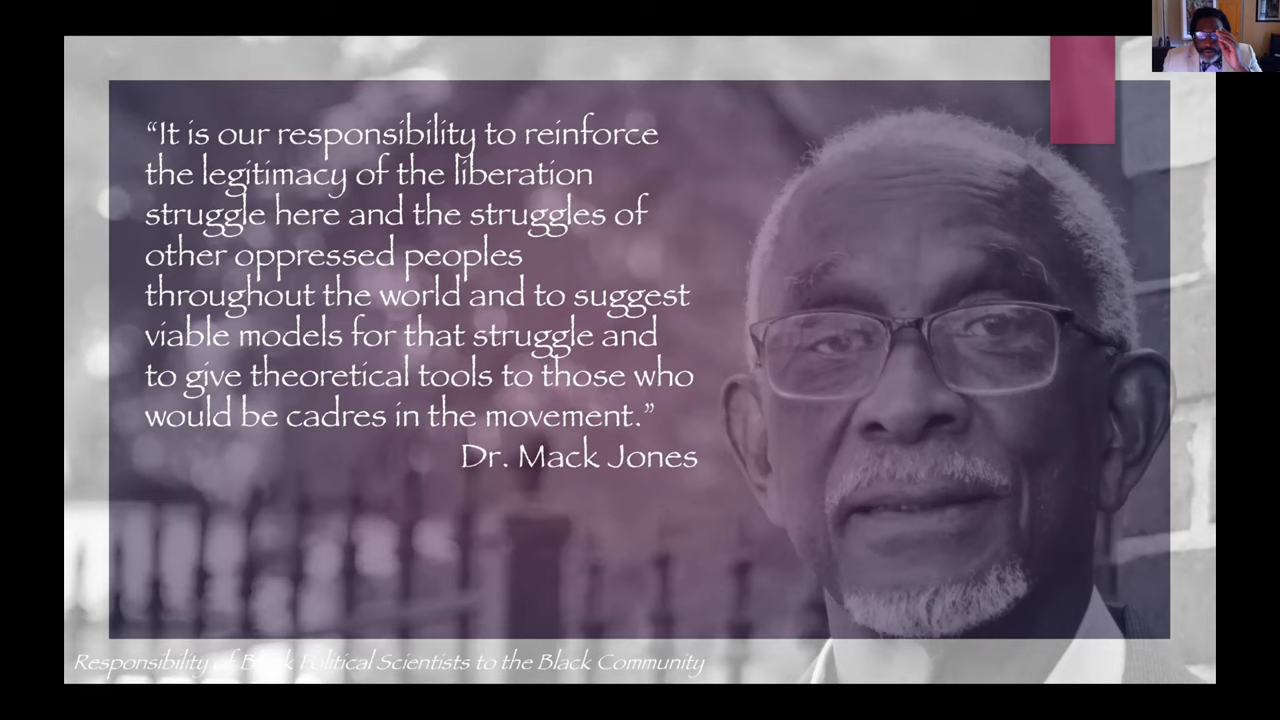 “It is our responsibility to reinforce
the legitimacy of the liberation
struggle here and the struggles of
other oppressed peoples
throughout the world and to suggest
viable models for that struggle and
to give theoretical tools to those who
would be cadres in the movement.”
Dr. Mack Jones
Responsibility of Black Political Scientists to the Black Community